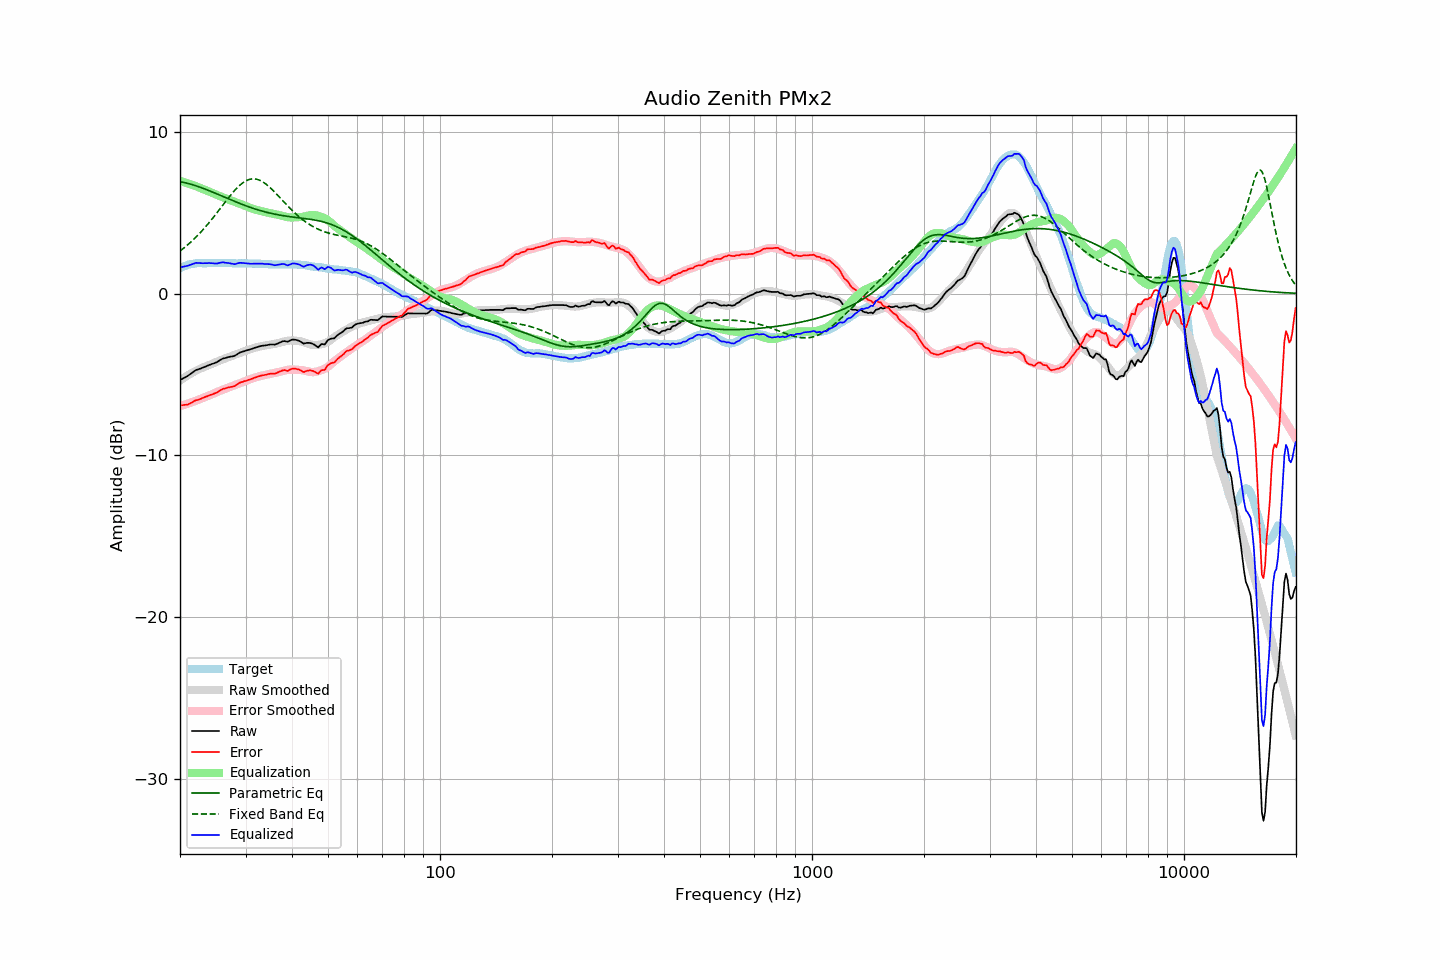 Audio Zenith PMx2
10
0
−10
−20
−30
Amplitude (dBr)
Target
Raw Smoothed
Error Smoothed
Raw
Error
Equalization
Parametric Eq
Fixed Band Eq
Equalized
100
1000
10000
Frequency (Hz)